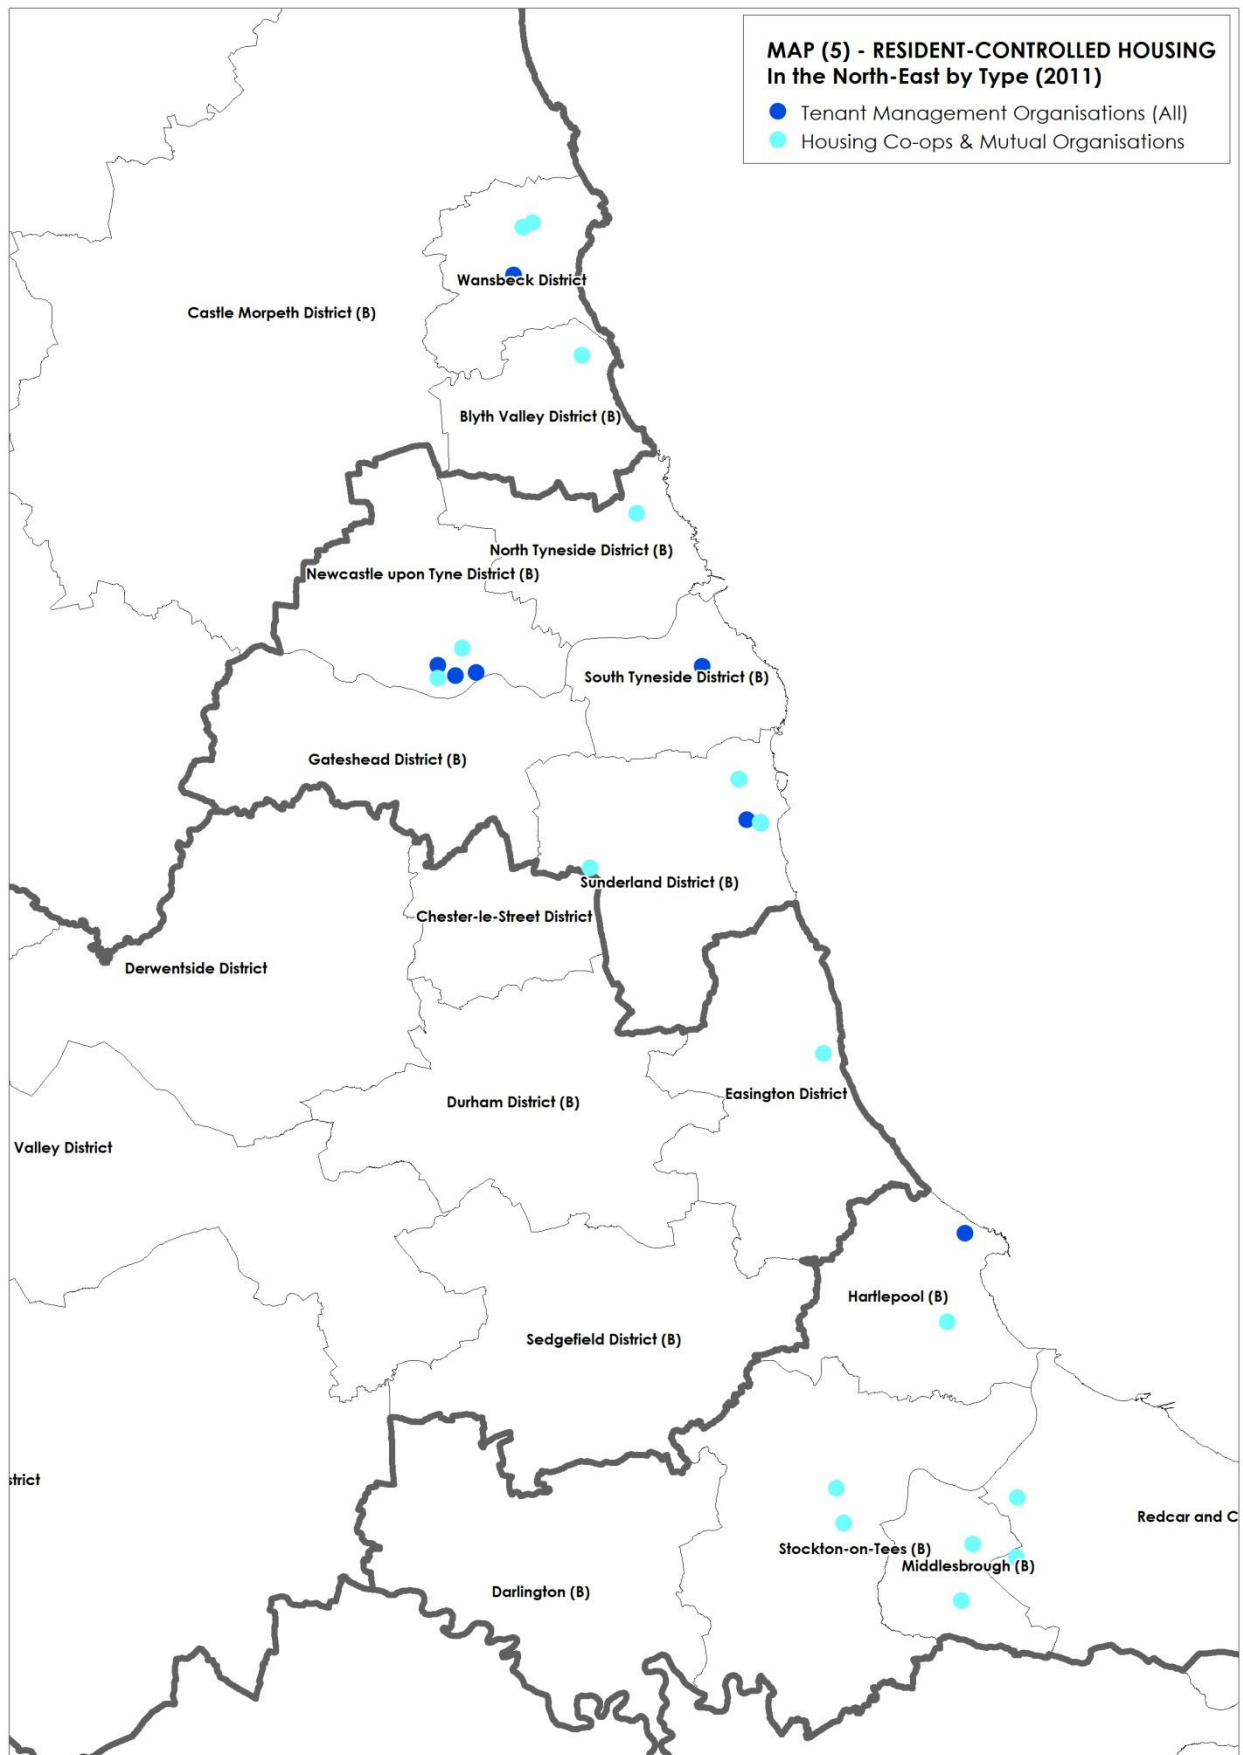 MAP (5) - RESIDENT-CONTROLLED HOUSING
In the North-East by Type (2011)
Tenant Management Organisations (All)
Housing Co-ops & Mutual Organisations
Wansbeck District
Castle Morpeth District (B)
Blyth Valley District (B)
North Tyneside District (B)
Newcastle upon Tyne District (B)
South Tyneside District (B)
Gateshead District (B)
Sunderland District (B)
Chester-le-Street District
Derwentside District
Easington District
Durham District (B)
Valley District
Hartlepool (B)
Sedgefield District (B)
strict
Redcar and C
Stockton-on-Tees (B)
Middlesbrough (B)
Darlington (B)